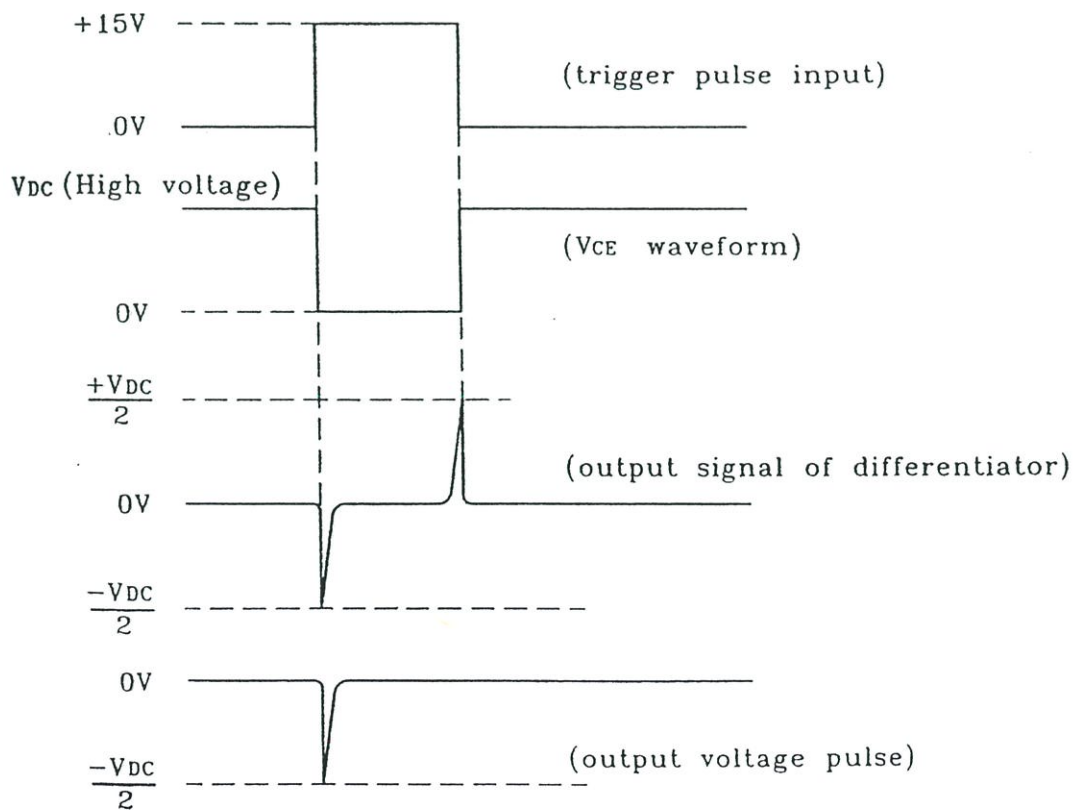 +15V
(trigger pulse input)
0V
VDC (High voltage)
(VCE waveform)
0V
+VDC
2
(output signal of differentiator)
0V
−VDC
2
0V
(output voltage pulse)
−VDC
2